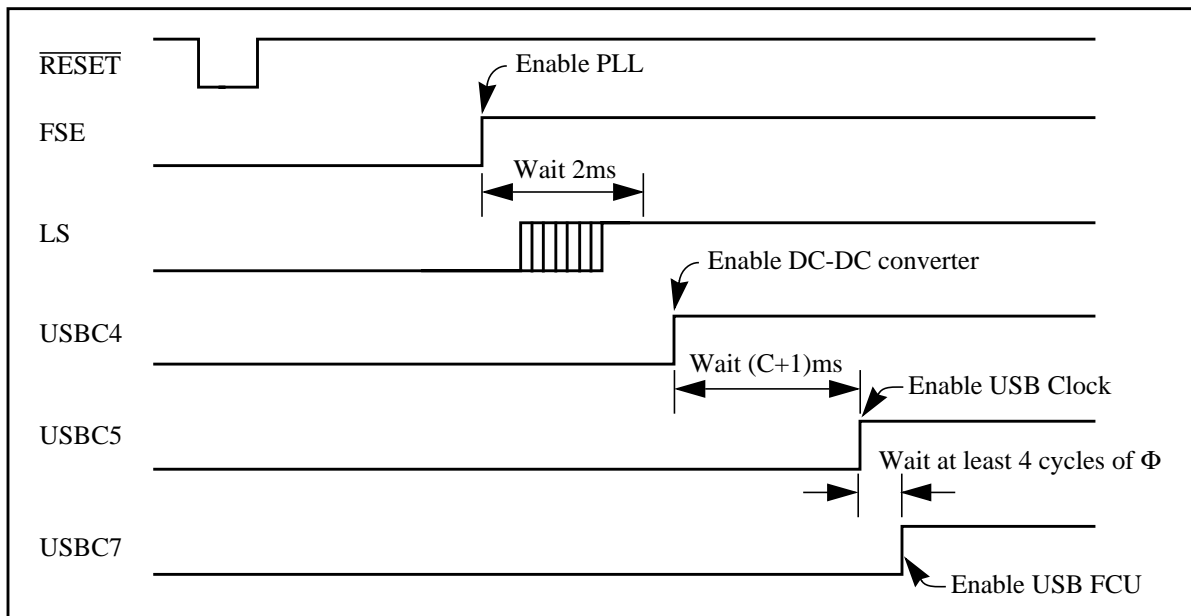 RESET
Enable PLL
FSE
Wait 2ms
LS
Enable DC-DC converter
USBC4
Wait (C+1)ms
Enable USB Clock
USBC5
Wait at least 4 cycles of Φ
USBC7
Enable USB FCU